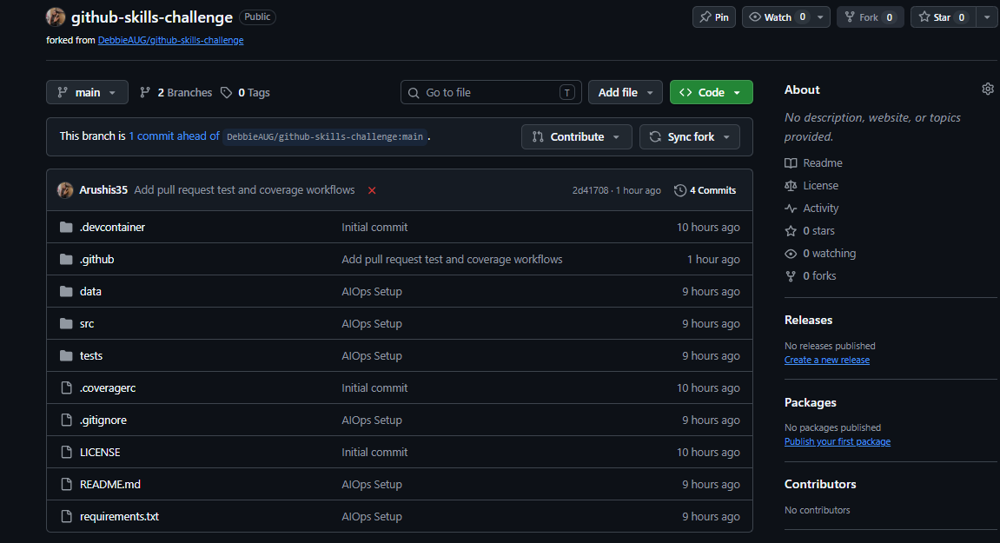 github-skills-challenge Public Pin Watch 0 Fork 0 Star 0
forked from DebbieAUG/github-skills-challenge
main 2 Branches 0 Tags Go to file T Add file Code
This branch is 1 commit ahead of DebbieAUG/github-skills-challenge:main . Contribute Sync fork
Arushis35 Add pull request test and coverage workflows 2d41708 · 1 hour ago 4 Commits
.devcontainer Initial commit 10 hours ago
.github Add pull request test and coverage workflows 1 hour ago
data AIOps Setup 9 hours ago
src AIOps Setup 9 hours ago
tests AIOps Setup 9 hours ago
.coveragerc Initial commit 10 hours ago
.gitignore AIOps Setup 9 hours ago
LICENSE Initial commit 10 hours ago
README.md AIOps Setup 9 hours ago
requirements.txt AIOps Setup 9 hours ago
About
No description, website, or topics
provided.
Readme
License
Activity
0 stars
0 watching
0 forks
Releases
No releases published
Create a new release
Packages
No packages published
Publish your first package
Contributors
No contributors